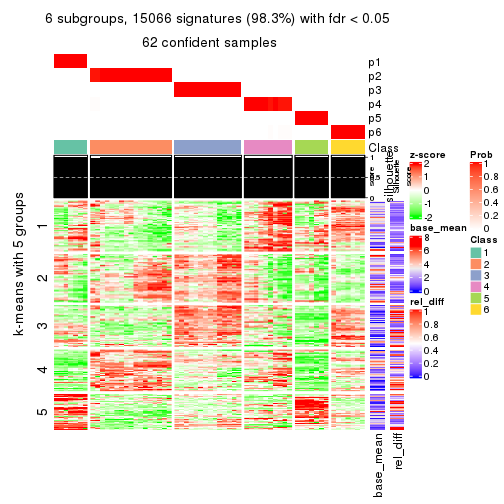 6 subgroups, 15066 signatures (98.3%) with fdr < 0.05
62 confident samples
p1
p2
p3
p4
p5
p6
Class
silhouette
1
0.5
0
Silhouette
score
k-means with 5 groups
1
2
3
4
5
base_mean
rel_diff
z-score
2
1
0
-1
-2
base_mean
8
6
4
2
0
rel_diff
1
0.8
0.6
0.4
0.2
0
Prob
1
0.8
0.6
0.4
0.2
0
Class
1
2
3
4
5
6